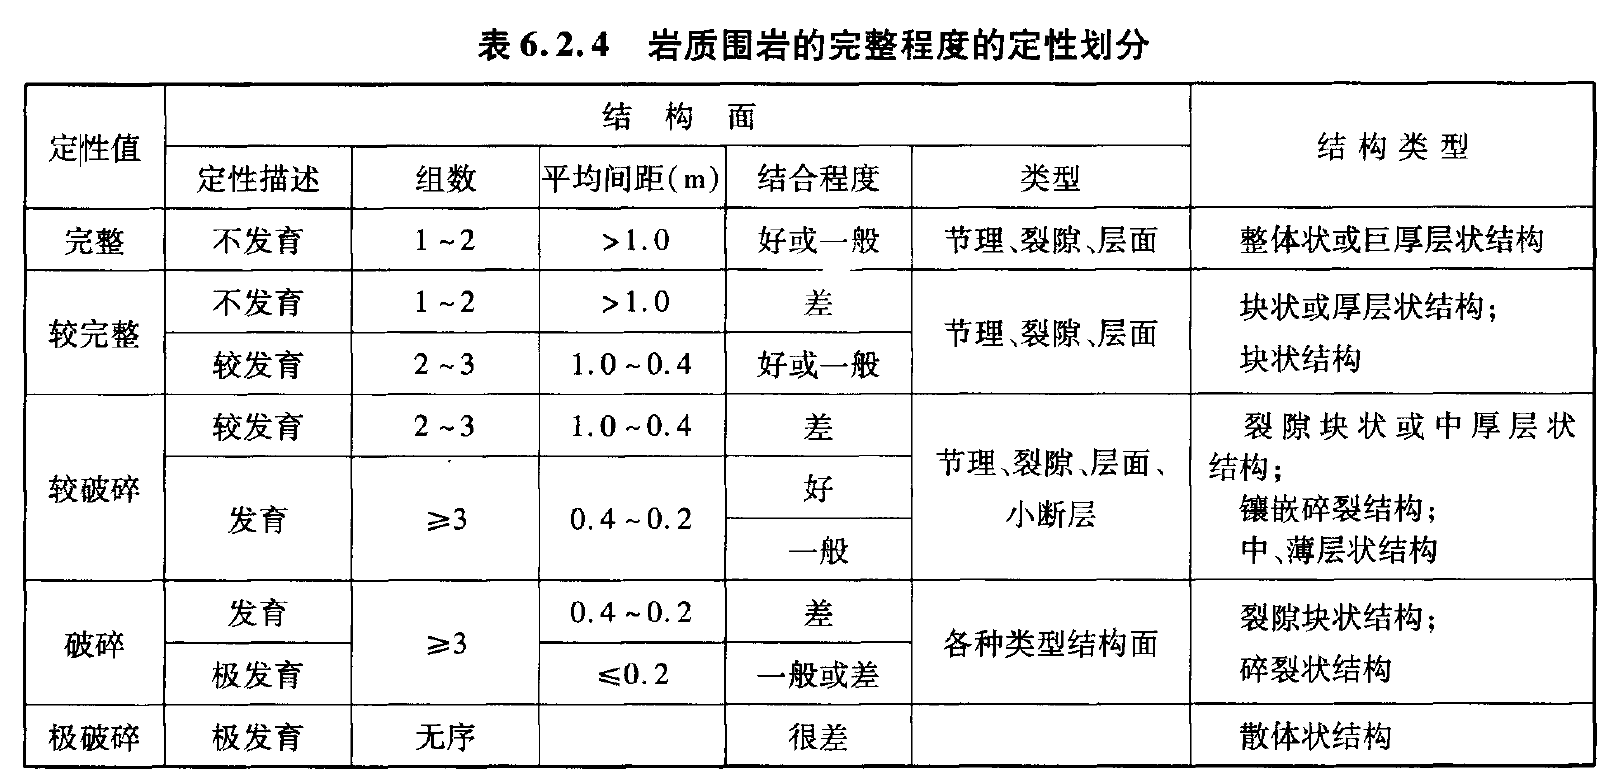 表6.2.4 岩质围岩的完整程度的定性划分
定性值 结构面 结构类型
定性描述 组数 平均间距(m) 结合程度 类型
完整 不发育 1~2 >1.0 好或一般 节理、裂隙、层面 整体状或巨厚层状结构
较完整 不发育 1~2 >1.0 差 节理、裂隙、层面 块状或厚层状结构;
较发育 2~3 1.0~0.4 好或一般 块状结构
较破碎 较发育 2~3 1.0~0.4 差 节理、裂隙、层面、 裂隙块状或中厚层状
结构;
发育 ≥3 0.4~0.2 好 小断层 镶嵌碎裂结构;
一般 中、薄层状结构
破碎 发育 ≥3 0.4~0.2 差 各种类型结构面 裂隙块状结构;
极发育 ≤0.2 一般或差 碎裂状结构
极破碎 极发育 无序 很差 散体状结构